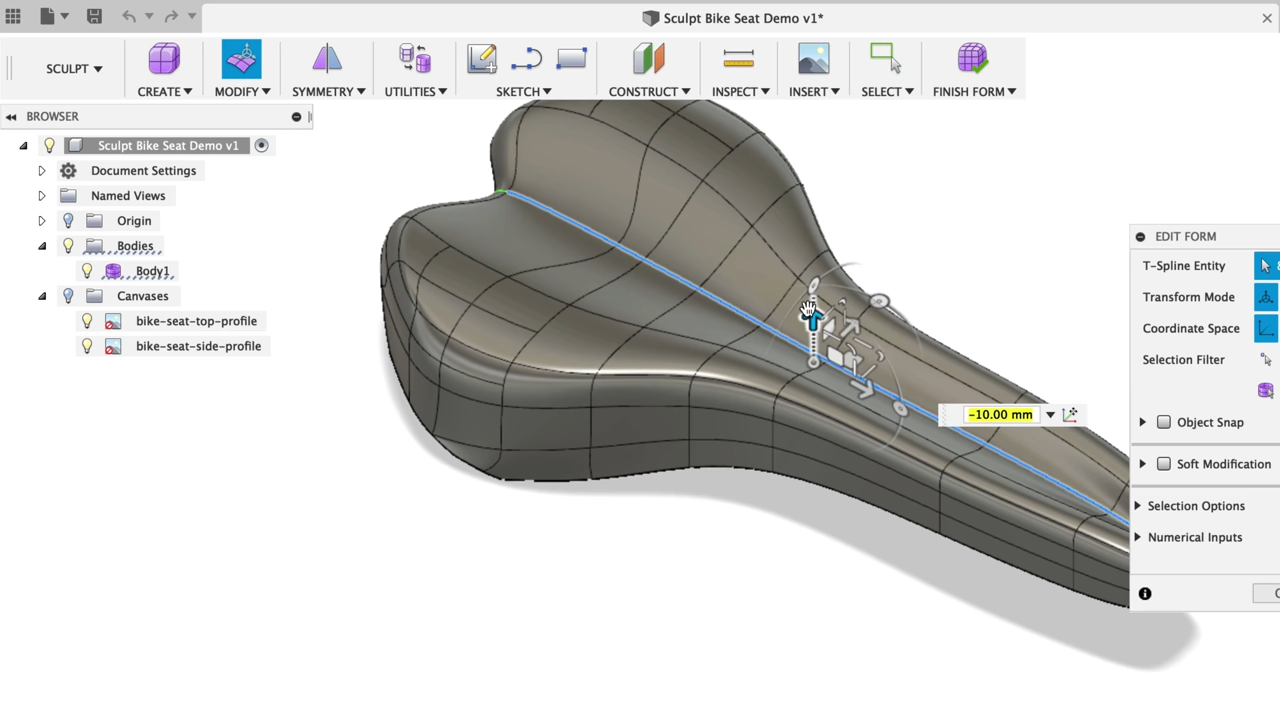 Sculpt Bike Seat Demo v1*
SCULPT
CREATE
MODIFY
SYMMETRY
UTILITIES
SKETCH
CONSTRUCT
INSPECT
INSERT
SELECT
FINISH FORM
BROWSER
Sculpt Bike Seat Demo v1
Document Settings
Named Views
Origin
Bodies
Body1
Canvases
bike-seat-top-profile
bike-seat-side-profile
-10.00 mm
EDIT FORM
T-Spline Entity
Transform Mode
Coordinate Space
Selection Filter
Object Snap
Soft Modification
Selection Options
Numerical Inputs